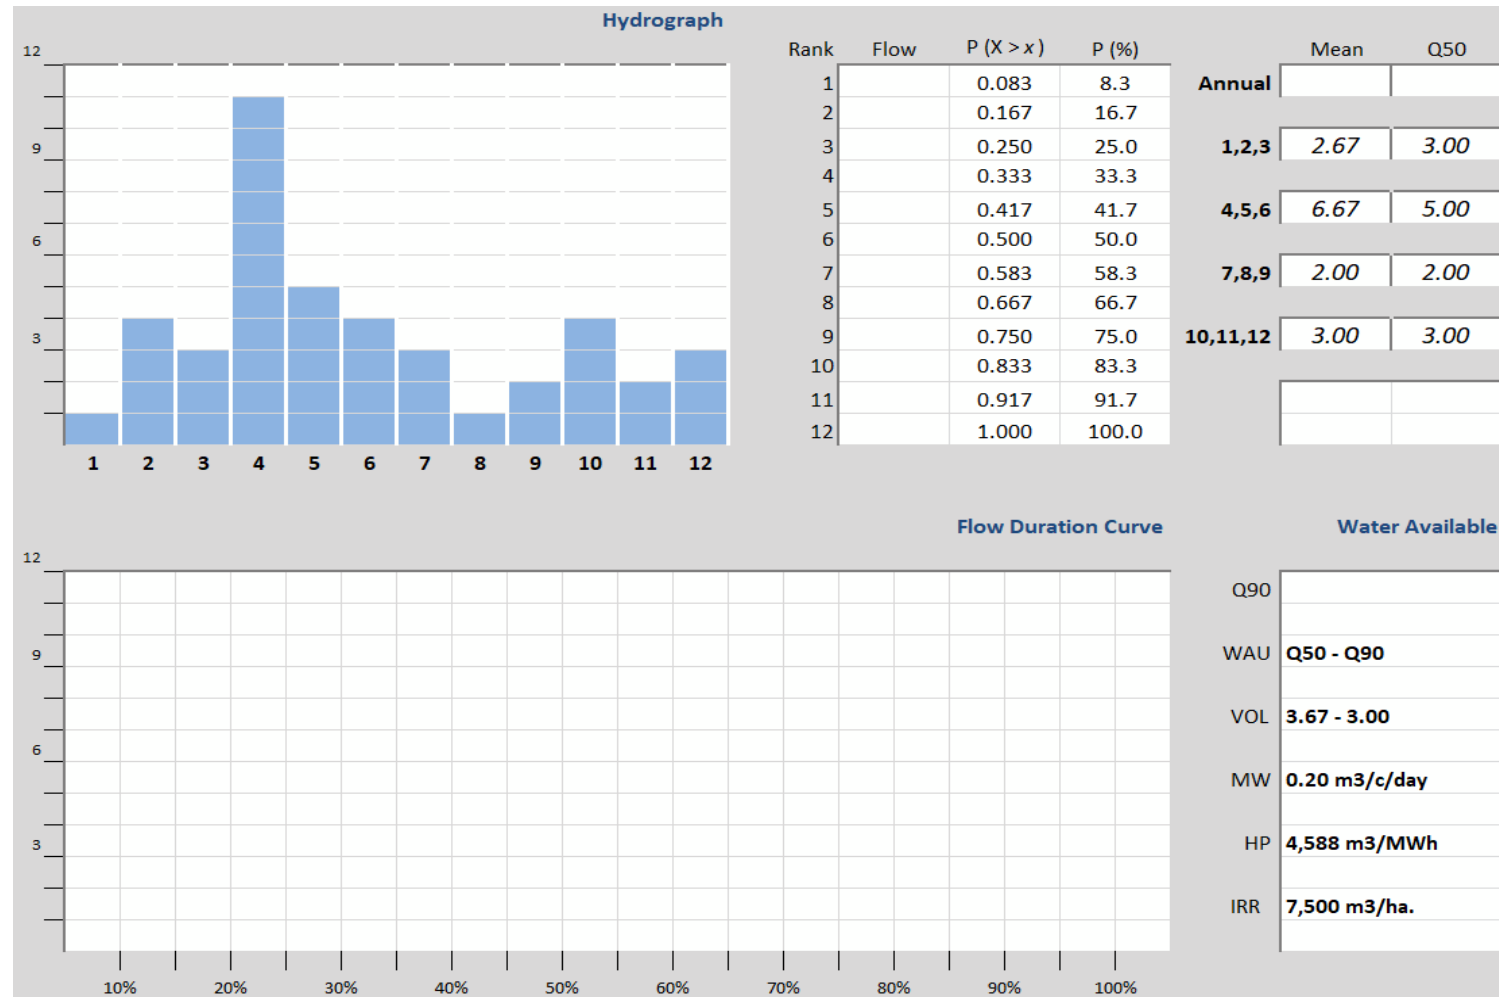 Hydrograph
12
9
6
3
1 2 3 4 5 6 7 8 9 10 11 12
Rank Flow P (X > x ) P (%)
1 0.083 8.3
2 0.167 16.7
3 0.250 25.0
4 0.333 33.3
5 0.417 41.7
6 0.500 50.0
7 0.583 58.3
8 0.667 66.7
9 0.750 75.0
10 0.833 83.3
11 0.917 91.7
12 1.000 100.0
Mean Q50
Annual
1,2,3 2.67 3.00
4,5,6 6.67 5.00
7,8,9 2.00 2.00
10,11,12 3.00 3.00
Flow Duration Curve
12
9
6
3
10% 20% 30% 40% 50% 60% 70% 80% 90% 100%
Water Available
Q90
WAU Q50 - Q90
VOL 3.67 - 3.00
MW 0.20 m3/c/day
HP 4,588 m3/MWh
IRR 7,500 m3/ha.